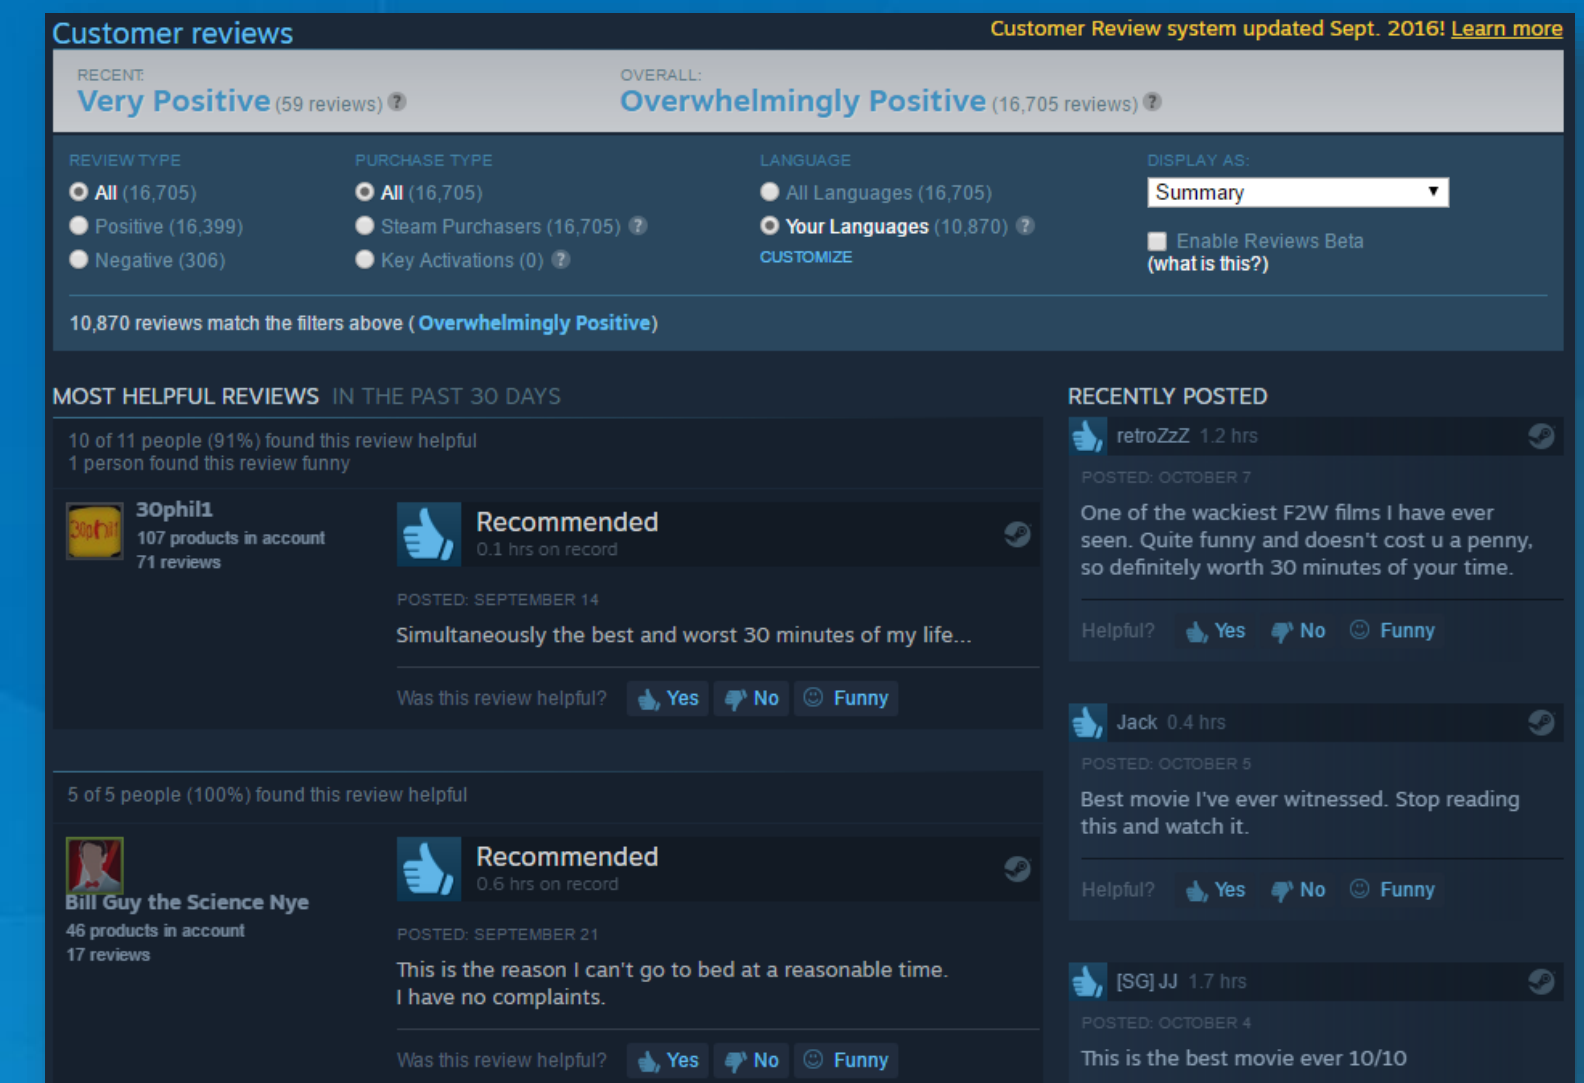 Customer reviews
Customer Review system updated Sept. 2016! Learn more
RECENT:
Very Positive (59 reviews) ?
OVERALL:
Overwhelmingly Positive (16,705 reviews) ?
REVIEW TYPE
All (16,705)
Positive (16,399)
Negative (306)
PURCHASE TYPE
All (16,705)
Steam Purchasers (16,705) ?
Key Activations (0) ?
LANGUAGE
All Languages (16,705)
Your Languages (10,870) ?
CUSTOMIZE
DISPLAY AS:
Summary
Enable Reviews Beta
(what is this?)
10,870 reviews match the filters above ( Overwhelmingly Positive)
MOST HELPFUL REVIEWS IN THE PAST 30 DAYS
10 of 11 people (91%) found this review helpful
1 person found this review funny
30phil1
30phil1
107 products in account
71 reviews
Recommended
0.1 hrs on record
POSTED: SEPTEMBER 14
Simultaneously the best and worst 30 minutes of my life...
Was this review helpful? Yes No Funny
5 of 5 people (100%) found this review helpful
Bill Guy the Science Nye
46 products in account
17 reviews
Recommended
0.6 hrs on record
POSTED: SEPTEMBER 21
This is the reason I can't go to bed at a reasonable time.
I have no complaints.
Was this review helpful? Yes No Funny
RECENTLY POSTED
retroZzZ 1.2 hrs
POSTED: OCTOBER 7
One of the wackiest F2W films I have ever
seen. Quite funny and doesn't cost u a penny,
so definitely worth 30 minutes of your time.
Helpful? Yes No Funny
Jack 0.4 hrs
POSTED: OCTOBER 5
Best movie I've ever witnessed. Stop reading
this and watch it.
Helpful? Yes No Funny
[SG] JJ 1.7 hrs
POSTED: OCTOBER 4
This is the best movie ever 10/10